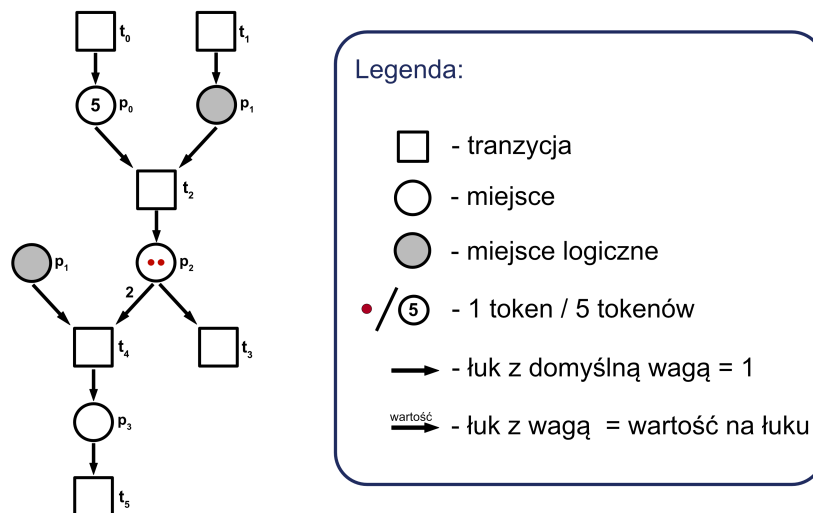 t0
t1
5
p0
p1
t2
p1
p2
2
t4
t3
p3
t5
Legenda:
- tranzycja
- miejsce
- miejsce logiczne
5 - 1 token / 5 tokenów
- łuk z domyślną wagą = 1
wartość
- łuk z wagą = wartość na łuku